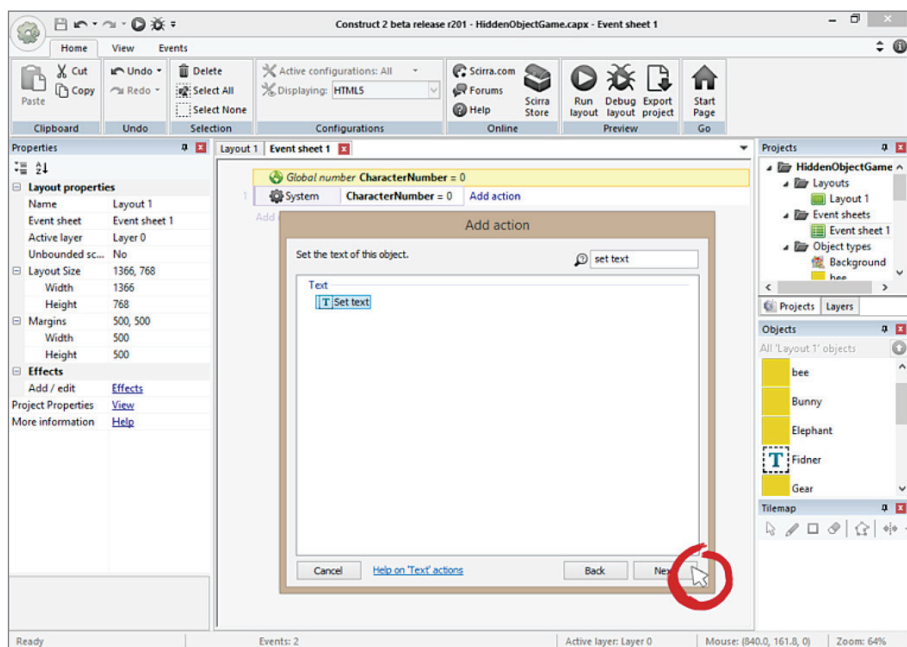 Construct 2 beta release r201 - HiddenObjectGame.capx - Event sheet 1
Home View Events
Paste Cut Copy
Undo Redo
Delete Select All Select None
Active configurations: All
Displaying: HTML5
Scirra.com Forums Help Scirra Store
Run layout Debug layout Export project Start Page
Clipboard Undo Selection Configurations Online Preview Go
Properties
Layout properties
Name Layout 1
Event sheet Event sheet 1
Active layer Layer 0
Unbounded sc... No
Layout Size 1366, 768
Width 1366
Height 768
Margins 500, 500
Width 500
Height 500
Effects
Add / edit Effects
Project Properties View
More information Help
Layout 1 Event sheet 1
Global number CharacterNumber = 0
1 System CharacterNumber = 0 Add action
Add
Add action
Set the text of this object. set text
Text
T Set text
Cancel Help on 'Text' actions Back
Projects
HiddenObjectGame
Layouts
Layout 1
Event sheets
Event sheet 1
Object types
Background
bee
Projects Layers
Objects
All 'Layout 1' objects
bee
Bunny
Elephant
T Fidner
Gear
Tilemap
Ready Events: 2 Active layer: Layer 0 Mouse: (840.0, 161.8, 0) Zoom: 64%